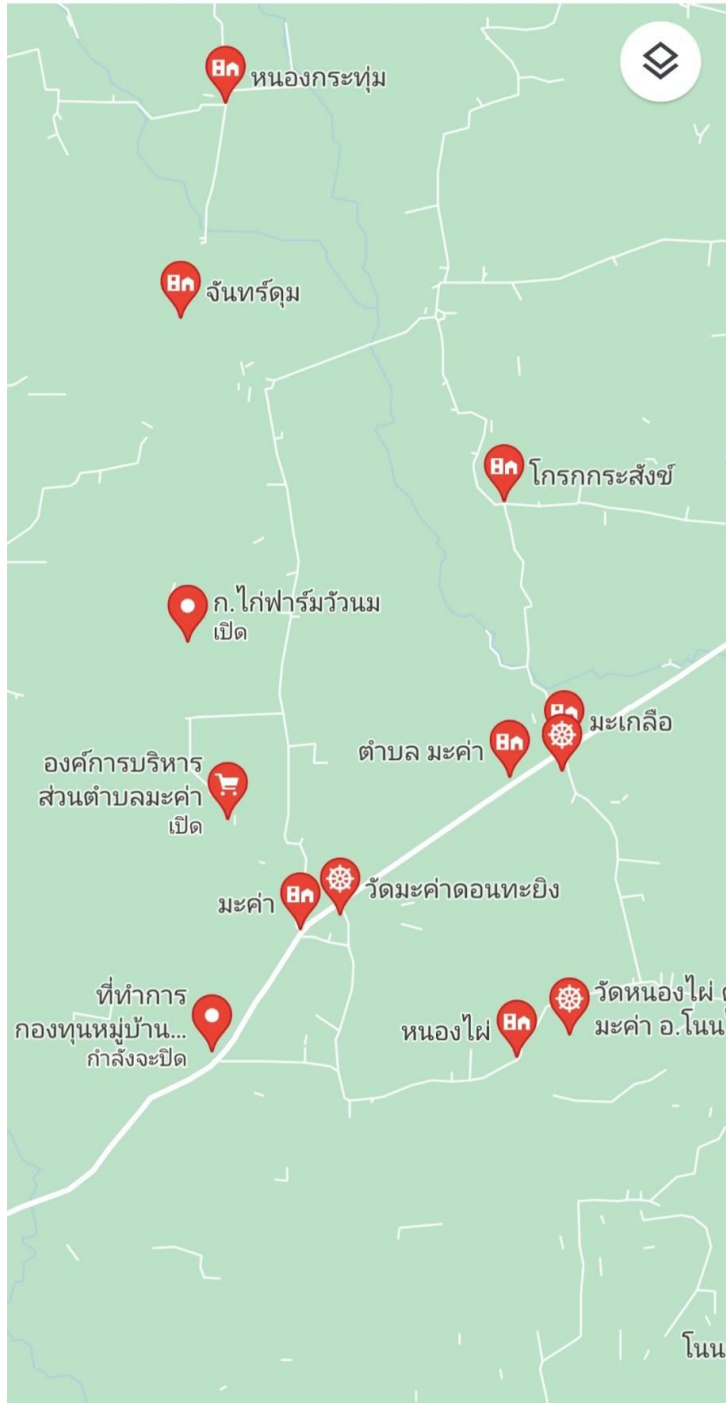 หนองกระทุ่ม
จันทร์ดุม
โกรกกระสังข์
ก.ไก่ฟาร์มวัวนม
เปิด
มะเกลือ
ตำบล มะค่า
องค์การบริหาร
ส่วนตำบลมะค่า
เปิด
วัดมะค่าดอนทะยิง
มะค่า
ที่ทำการ
กองทุนหมู่บ้าน...
กำลังจะปิด
วัดหนองไผ่
มะค่า อ.โนน
หนองไผ่
โนน